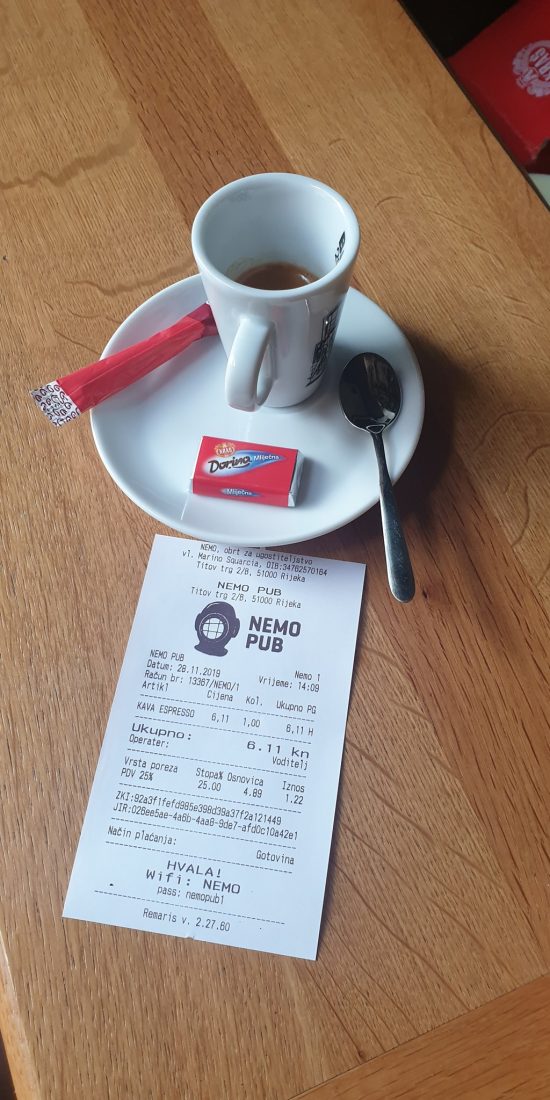 KRAŠ
Dorina Mliječna
Mliječna
NEMO, obrt za ugostiteljstvo
vl. Marino Squarcia, OIB:34762570164
Titov trg 2/B, 51000 Rijeka
NEMO PUB
Titov trg 2/B, 51000 Rijeka
NEMO
PUB
NEMO PUB Nemo 1
Datum: 28.11.2019 Vrijeme: 14:09
Račun br: 13367/NEMO/1
Artikl Cijena Kol. Ukupno PG
KAVA ESPRESSO 6,11 1,00 6,11 H
Ukupno: 6.11 kn
Operater: Voditelj
Vrsta poreza Stopa% Osnovica Iznos
PDV 25% 25.00 4.89 1.22
ZKI:92a3f1fefd985e398d39a37f2a121449
JIR:026ee5ae-4a6b-4aa8-9de7-afd0c10a42e1
Način plaćanja: Gotovina
HVALA!
Wifi: NEMO
pass: nemopub1
Remaris v. 2.27.60